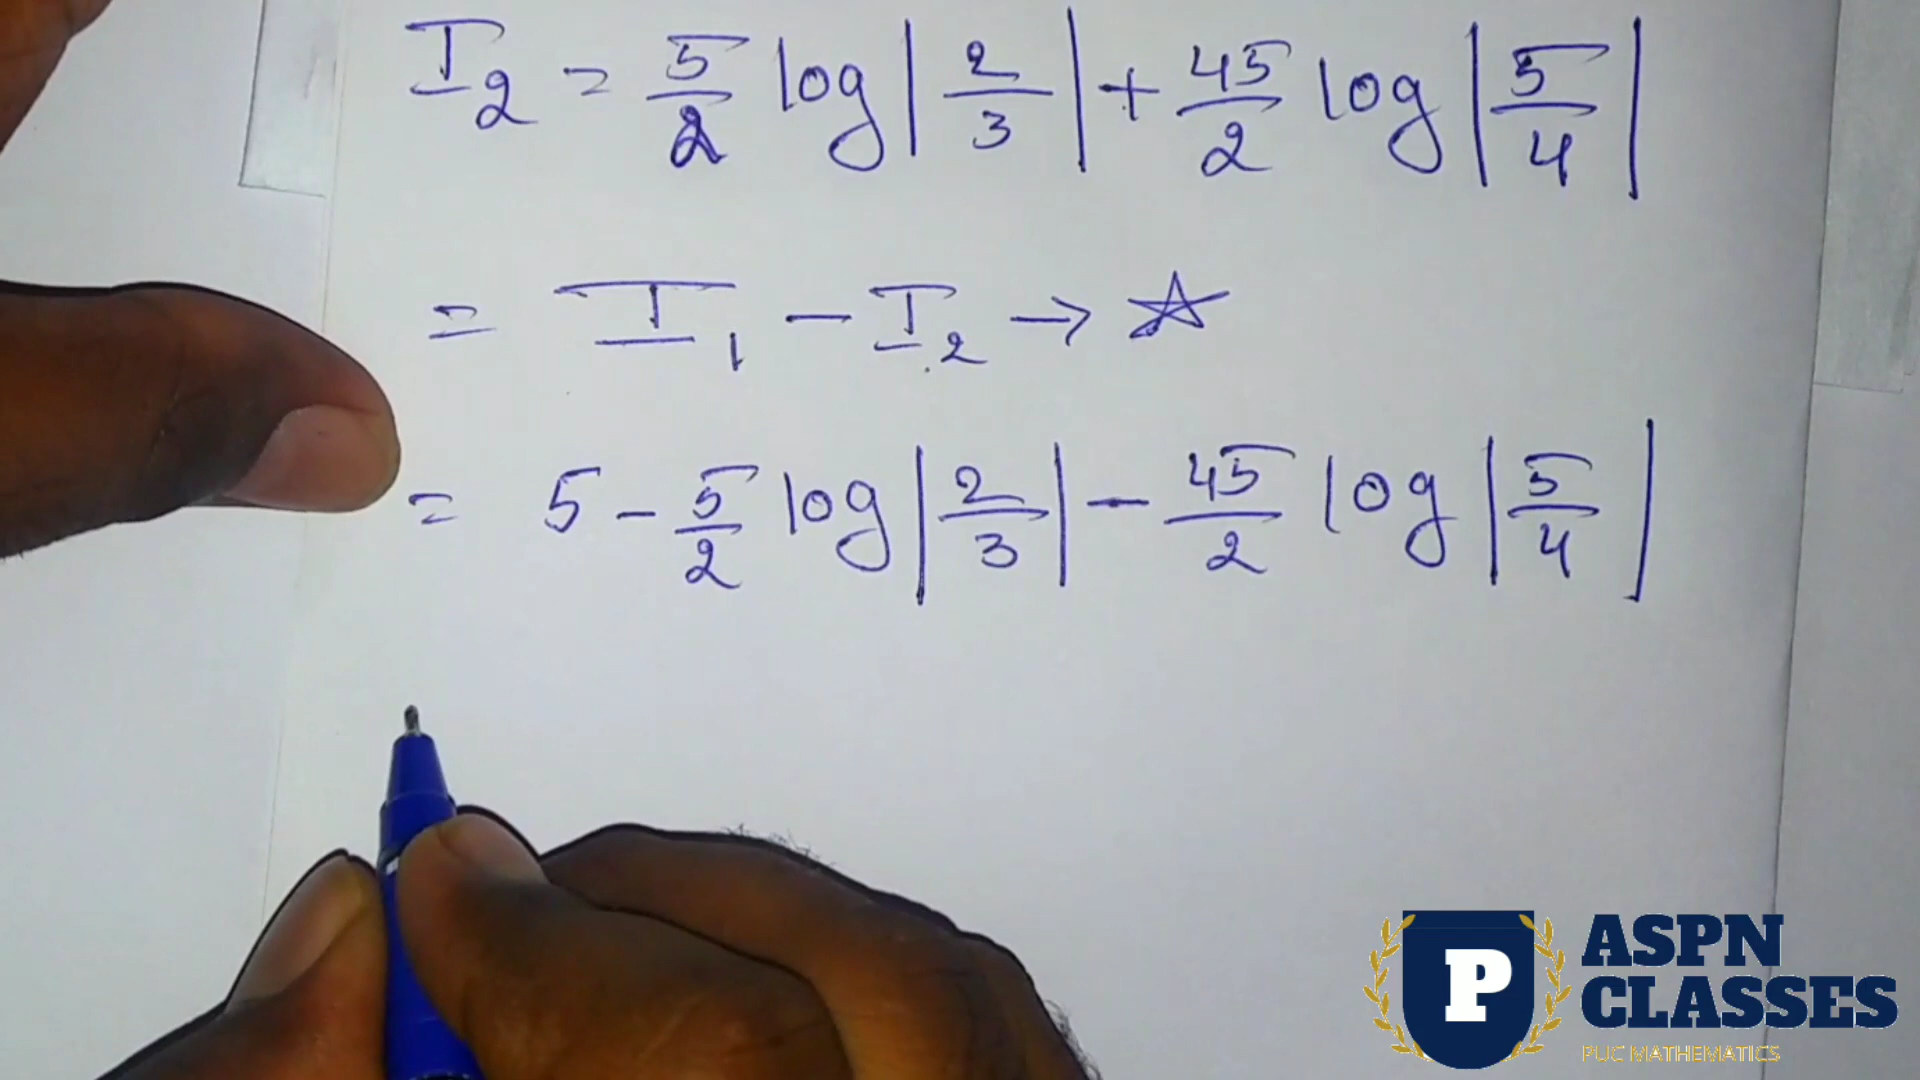 I₂ = 5/2 log|2/3| + 45/2 log|5/4|
= I₁ - I₂ → ☆
= 5 - 5/2 log|2/3| - 45/2 log|5/4|
P
ASPN
CLASSES
PUC MATHEMATICS